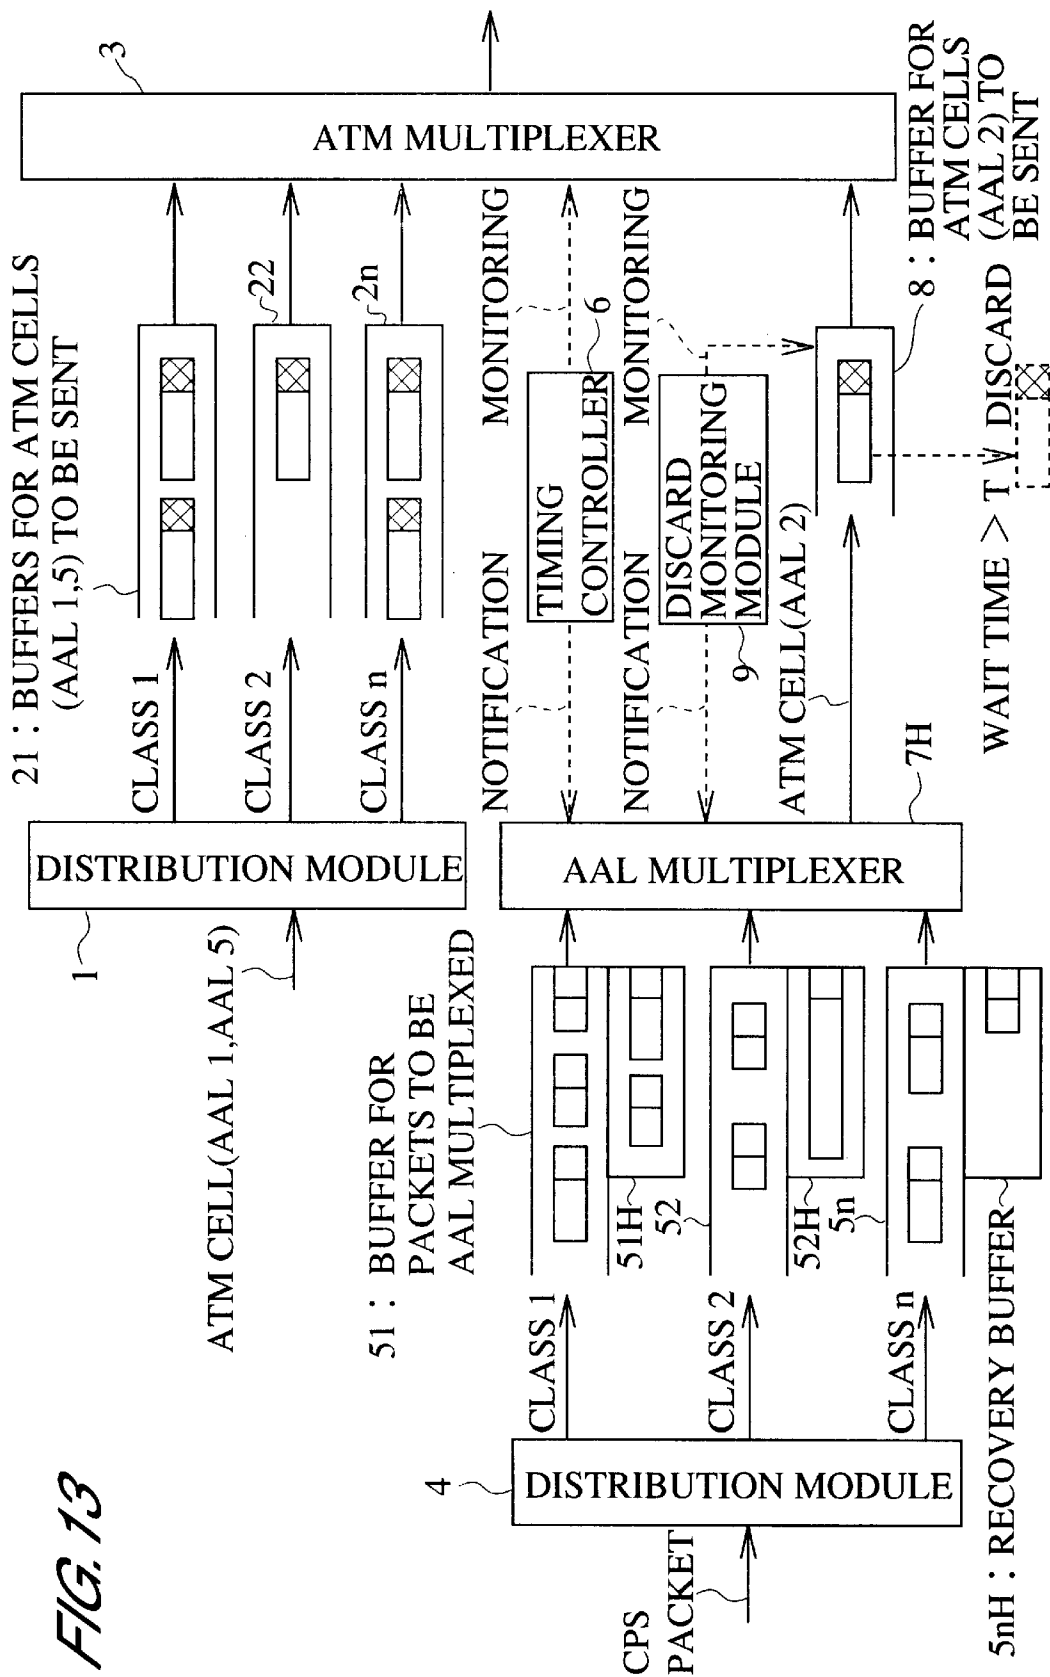 FIG. 13
ATM CELL(AAL 1,AAL 5)
1
DISTRIBUTION MODULE
CLASS 1
CLASS 2
CLASS n
21 : BUFFERS FOR ATM CELLS
(AAL 1,5) TO BE SENT
22
2n
3
ATM MULTIPLEXER
CPS
PACKET
4
DISTRIBUTION MODULE
CLASS 1
CLASS 2
CLASS n
51 : BUFFER FOR
PACKETS TO BE
AAL MULTIPLEXED
51H
52
52H
5n
5nH : RECOVERY BUFFER
AAL MULTIPLEXER
7H
NOTIFICATION
TIMING
CONTROLLER
6
MONITORING
NOTIFICATION
DISCARD
MONITORING
MODULE
9
MONITORING
ATM CELL(AAL 2)
8 : BUFFER FOR
ATM CELLS
(AAL 2) TO
BE SENT
WAIT TIME > T DISCARD